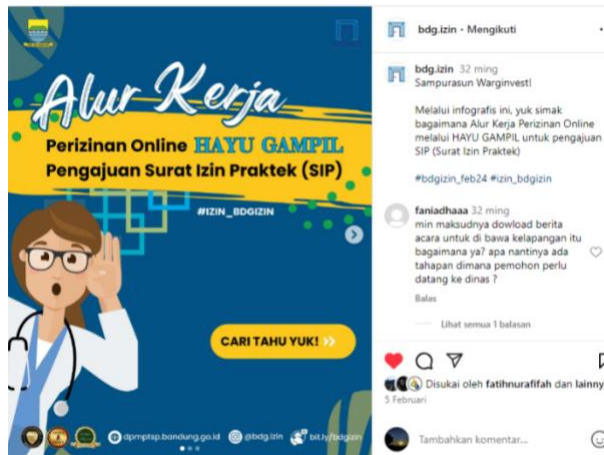 Alur Kerja
Perizinan Online HAYU GAMPIL
Pengajuan Surat Izin Praktek (SIP)
#IZIN_BDGIZIN
CARI TAHU YUK!
dpmptsp.bandung.go.id @bdg.izin bit.ly/bdgizin
bdg.izin • Mengikuti
bdg.izin 32 ming
Sampurasun Warginvest!
Melalui infografis ini, yuk simak
bagaimana Alur Kerja Perizinan Online
melalui HAYU GAMPIL untuk pengajuan
SIP (Surat Izin Praktek)
#bdgizin_feb24 #izin_bdgizin
faniadhaaa 32 ming
min maksudnya dowload berita
acara untuk di bawa kelapangan itu
bagaimana ya? apa nantinya ada
tahapan dimana pemohon perlu
datang ke dinas ?
Balas
Lihat semua 1 balasan
Disukai oleh fatihnurafifah dan lainny
5 Februari
Tambahkan komentar...